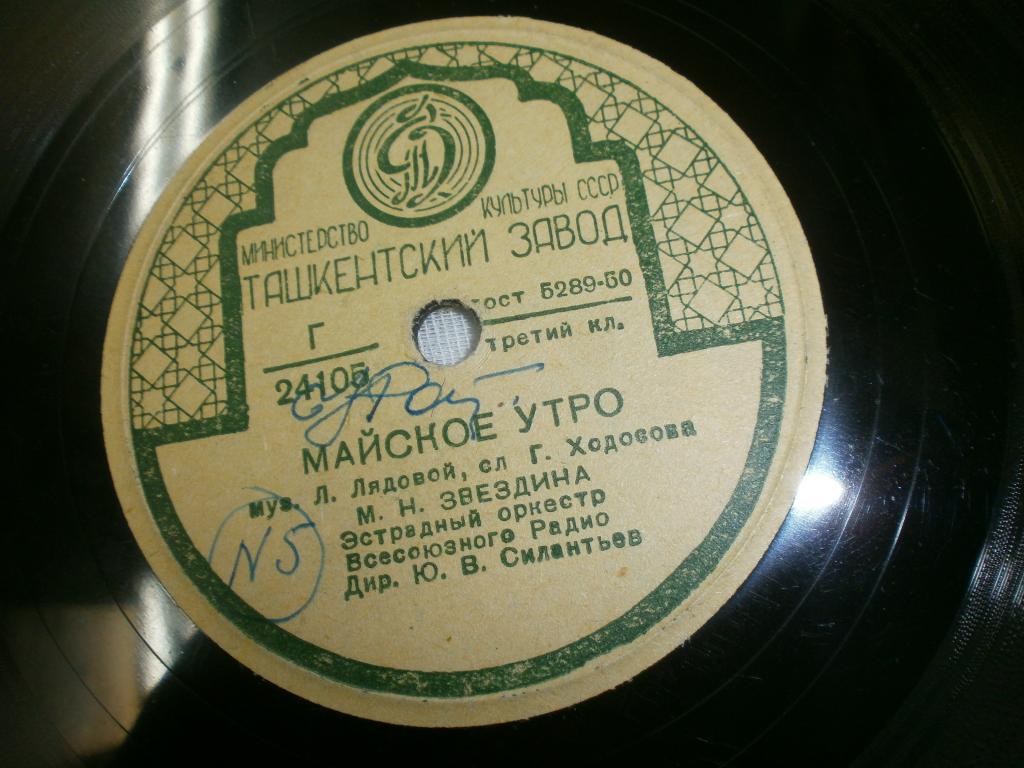 МИНИСТЕРСТВО КУЛЬТУРЫ СССР
ТАШКЕНТСКИЙ ЗАВОД
Г
24105
гост 5289-50
третий кл.
МАЙСКОЕ УТРО
муз. Л. Лядовой, сл Г. Ходосова
М. Н. ЗВЕЗДИНА
Эстрадный оркестр
Всесоюзного Радио
Дир. Ю. В. Силантьев
N 5